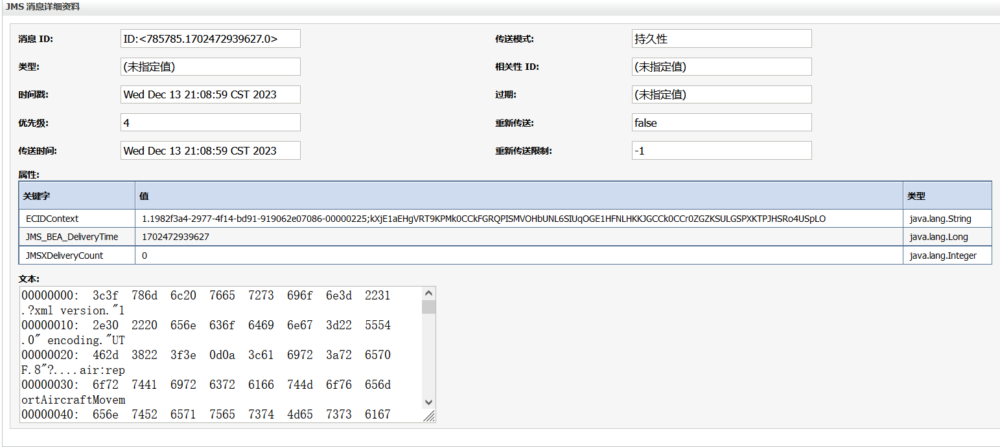 JMS 消息详细资料
消息 ID: ID:<785785.1702472939627.0> 传送模式: 持久性
类型: (未指定值) 相关性 ID: (未指定值)
时间戳: Wed Dec 13 21:08:59 CST 2023 过期: (未指定值)
优先级: 4 重新传送: false
传送时间: Wed Dec 13 21:08:59 CST 2023 重新传送限制: -1
属性:
关键字 值 类型
ECIDContext 1.1982f3a4-2977-4f14-bd91-919062e07086-00000225;kXjE1aEHgVRT9KPMk0CCkFGRQPISMVOHbUNL6SIUqOGE1HFNLHKKJGCCk0CCr0ZGZKSULGSPXKTPJHSRo4USpLO java.lang.String
JMS_BEA_DeliveryTime 1702472939627 java.lang.Long
JMSXDeliveryCount 0 java.lang.Integer
文本:
00000000: 3c3f 786d 6c20 7665 7273 696f 6e3d 2231
.?xml version."1
00000010: 2e30 2220 656e 636f 6469 6e67 3d22 5554
.0" encoding."UT
00000020: 462d 3822 3f3e 0d0a 3c61 6972 3a72 6570
F.8"?....air:rep
00000030: 6f72 7441 6972 6372 6166 744d 6f76 656d
ortAircraftMovem
00000040: 656e 7452 6571 7565 7374 4d65 7373 6167